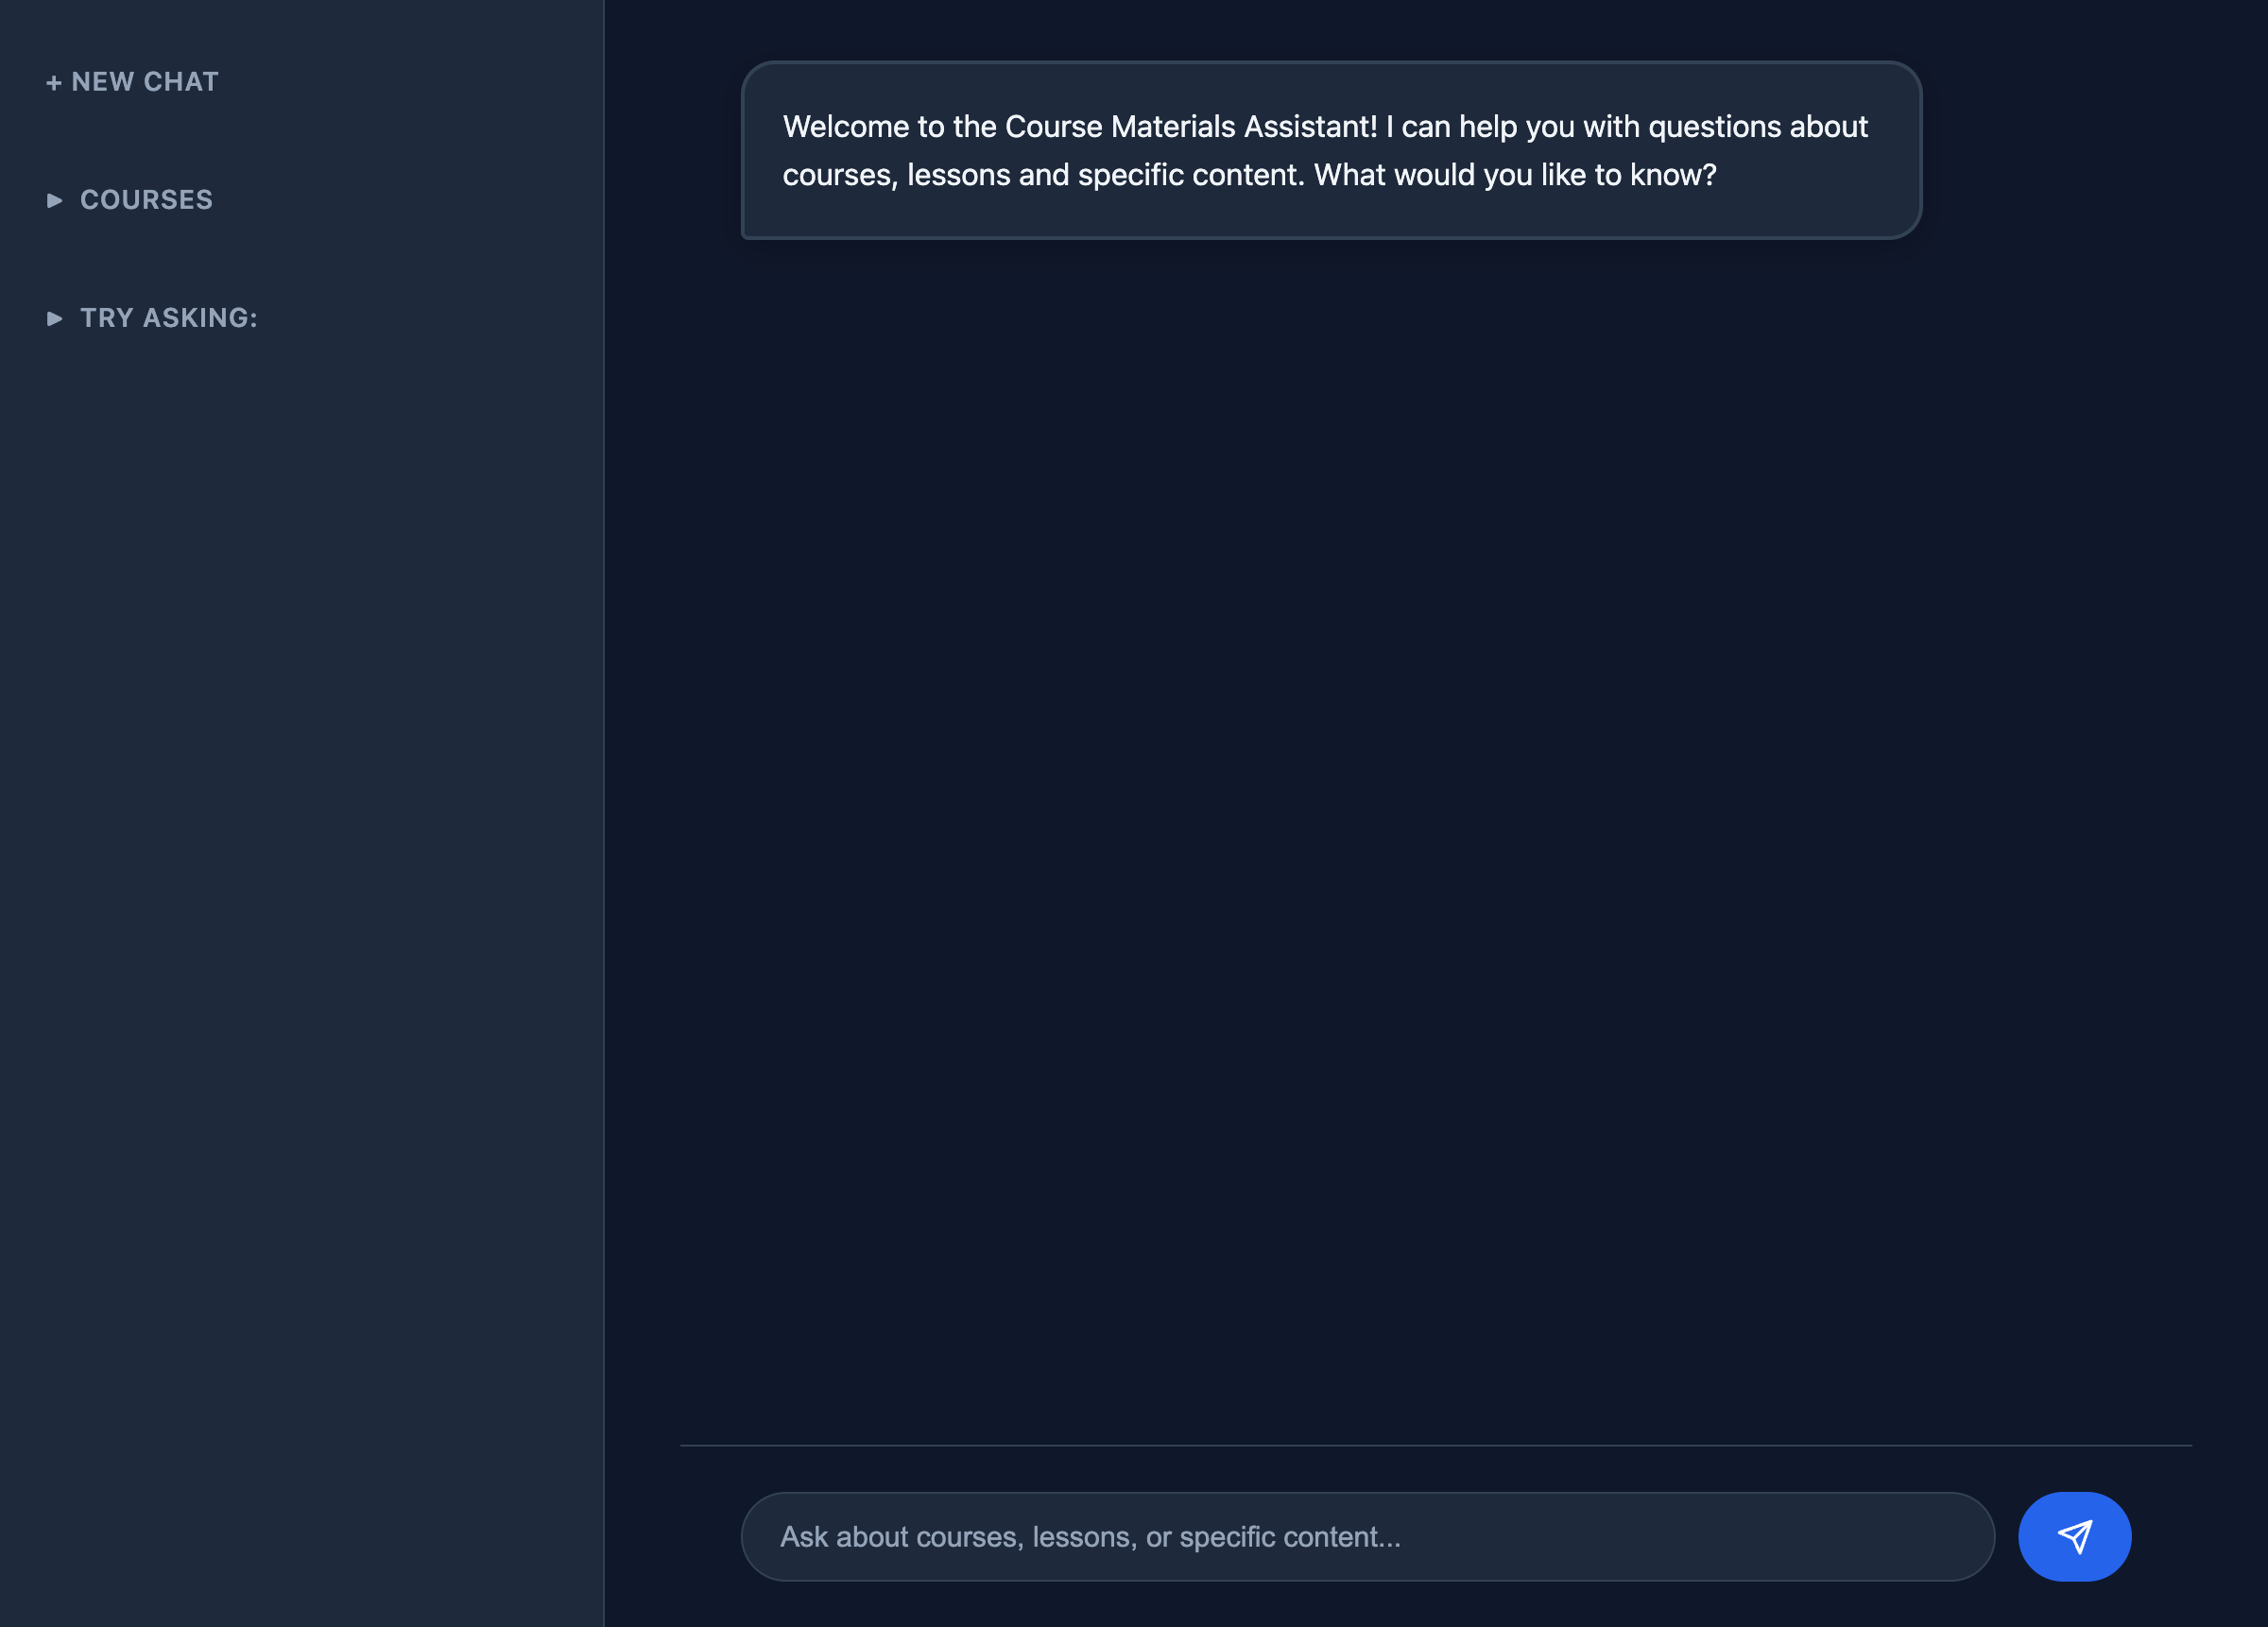 + NEW CHAT
▶ COURSES
▶ TRY ASKING:
Welcome to the Course Materials Assistant! I can help you with questions about
courses, lessons and specific content. What would you like to know?
Ask about courses, lessons, or specific content...